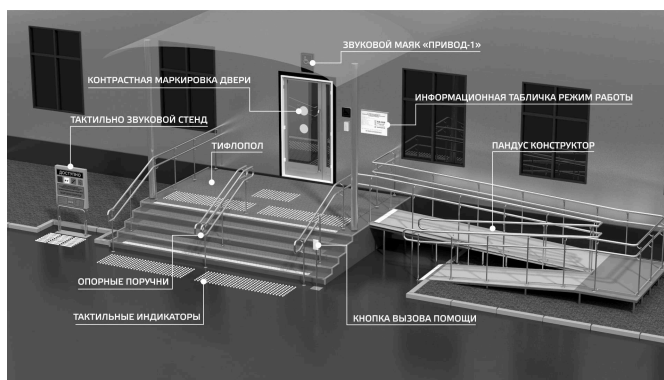 ЗВУКОВОЙ МАЯК «ПРИВОД-1»
КОНТРАСТНАЯ МАРКИРОВКА ДВЕРИ
ИНФОРМАЦИОННАЯ ТАБЛИЧКА РЕЖИМ РАБОТЫ
ТАКТИЛЬНО ЗВУКОВОЙ СТЕНД
ТИФЛОПОЛ
ПАНДУС КОНСТРУКТОР
ДОСТУПНО
ОПОРНЫЕ ПОРУЧНИ
ТАКТИЛЬНЫЕ ИНДИКАТОРЫ
КНОПКА ВЫЗОВА ПОМОЩИ